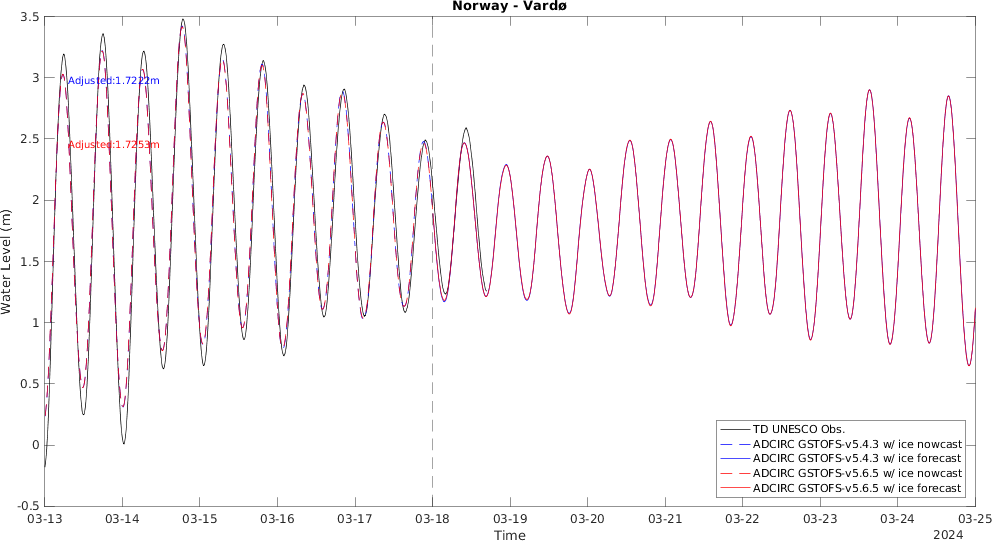 Norway - Vardø
3.5
3
2.5
2
1.5
1
0.5
0
-0.5
Water Level (m)
Adjusted:1.7222m
Adjusted:1.7253m
TD UNESCO Obs.
ADCIRC GSTOFS-v5.4.3 w/ ice nowcast
ADCIRC GSTOFS-v5.4.3 w/ ice forecast
ADCIRC GSTOFS-v5.6.5 w/ ice nowcast
ADCIRC GSTOFS-v5.6.5 w/ ice forecast
03-13 03-14 03-15 03-16 03-17 03-18 03-19 03-20 03-21 03-22 03-23 03-24 03-25
Time
2024